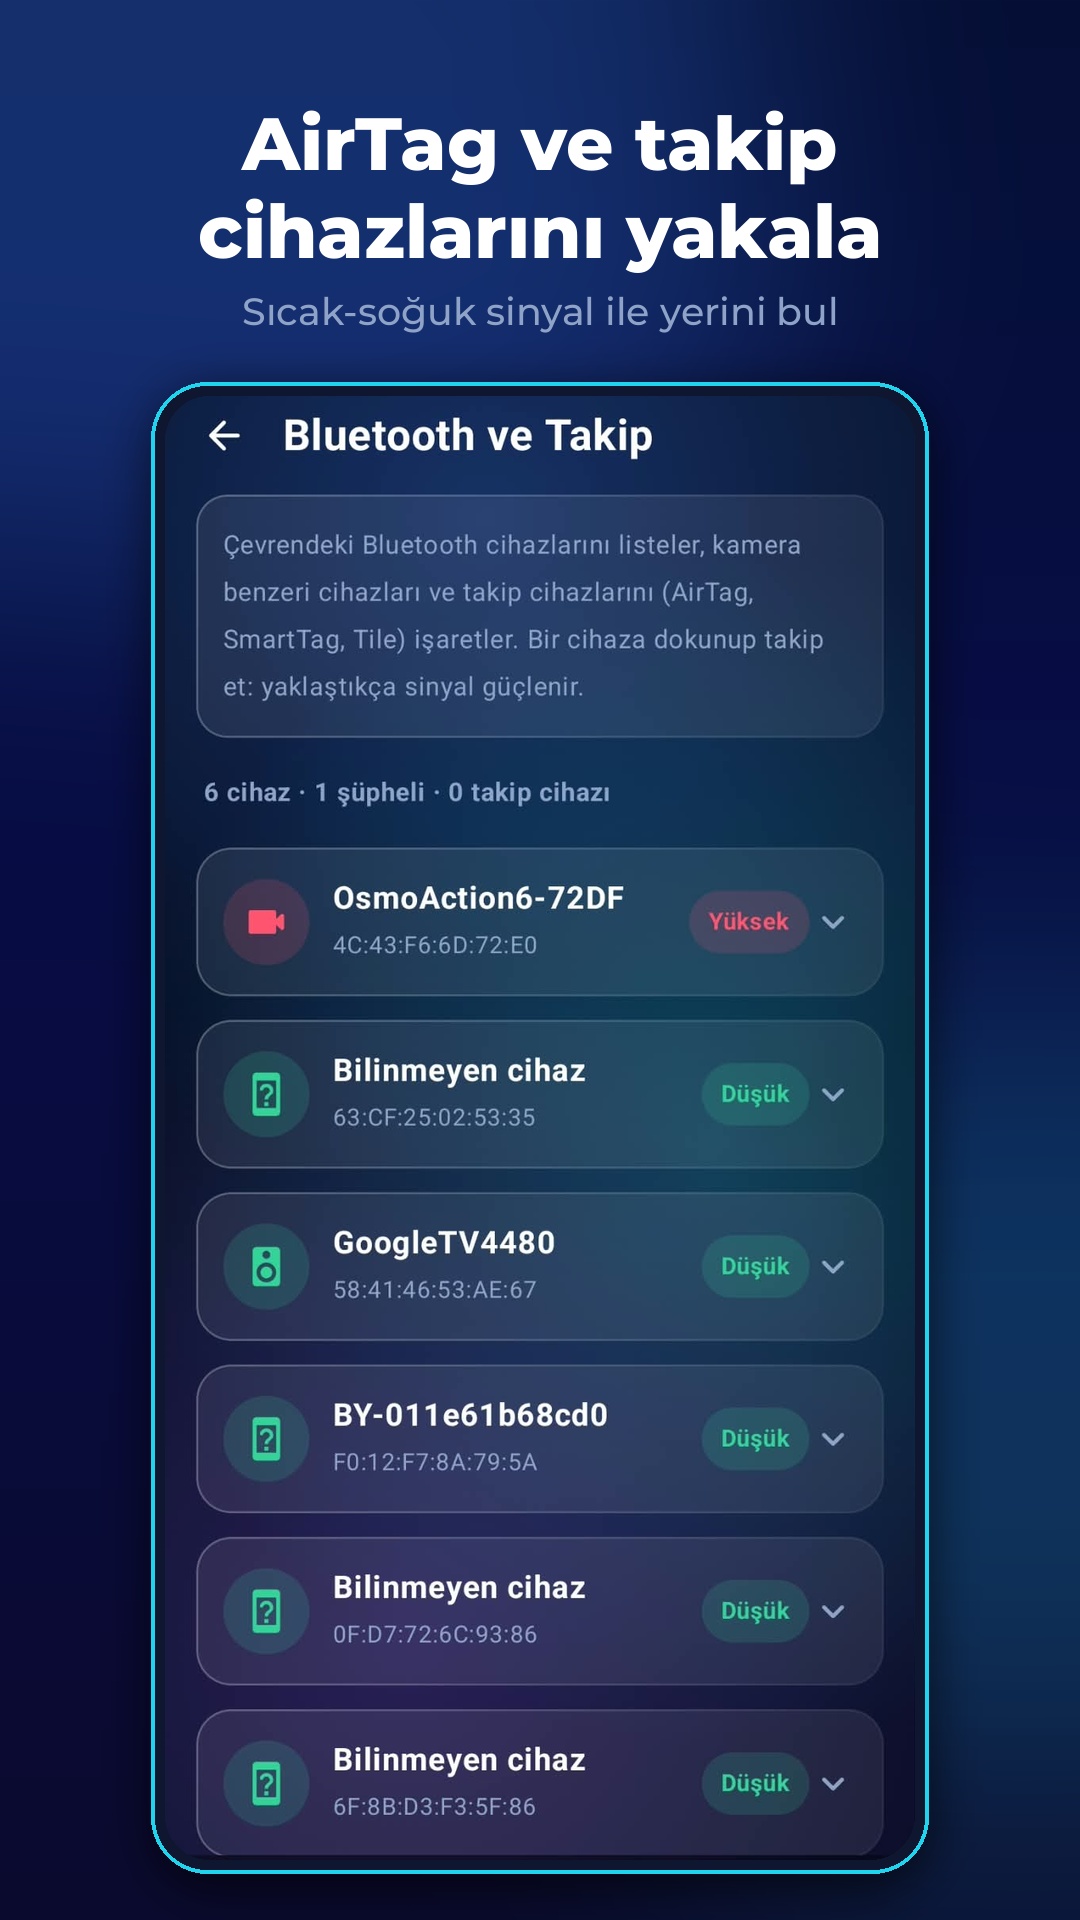 AirTag ve takip
cihazlarını yakala
Sıcak-soğuk sinyal ile yerini bul
Bluetooth ve Takip
Çevrendeki Bluetooth cihazlarını listeler, kamera
benzeri cihazları ve takip cihazlarını (AirTag,
SmartTag, Tile) işaretler. Bir cihaza dokunup takip
et: yaklaştıkça sinyal güçlenir.
6 cihaz · 1 şüpheli · 0 takip cihazı
OsmoAction6-72DF
4C:43:F6:6D:72:E0
Yüksek
Bilinmeyen cihaz
63:CF:25:02:53:35
Düşük
GoogleTV4480
58:41:46:53:AE:67
Düşük
BY-011e61b68cd0
F0:12:F7:8A:79:5A
Düşük
Bilinmeyen cihaz
0F:D7:72:6C:93:86
Düşük
Bilinmeyen cihaz
6F:8B:D3:F3:5F:86
Düşük